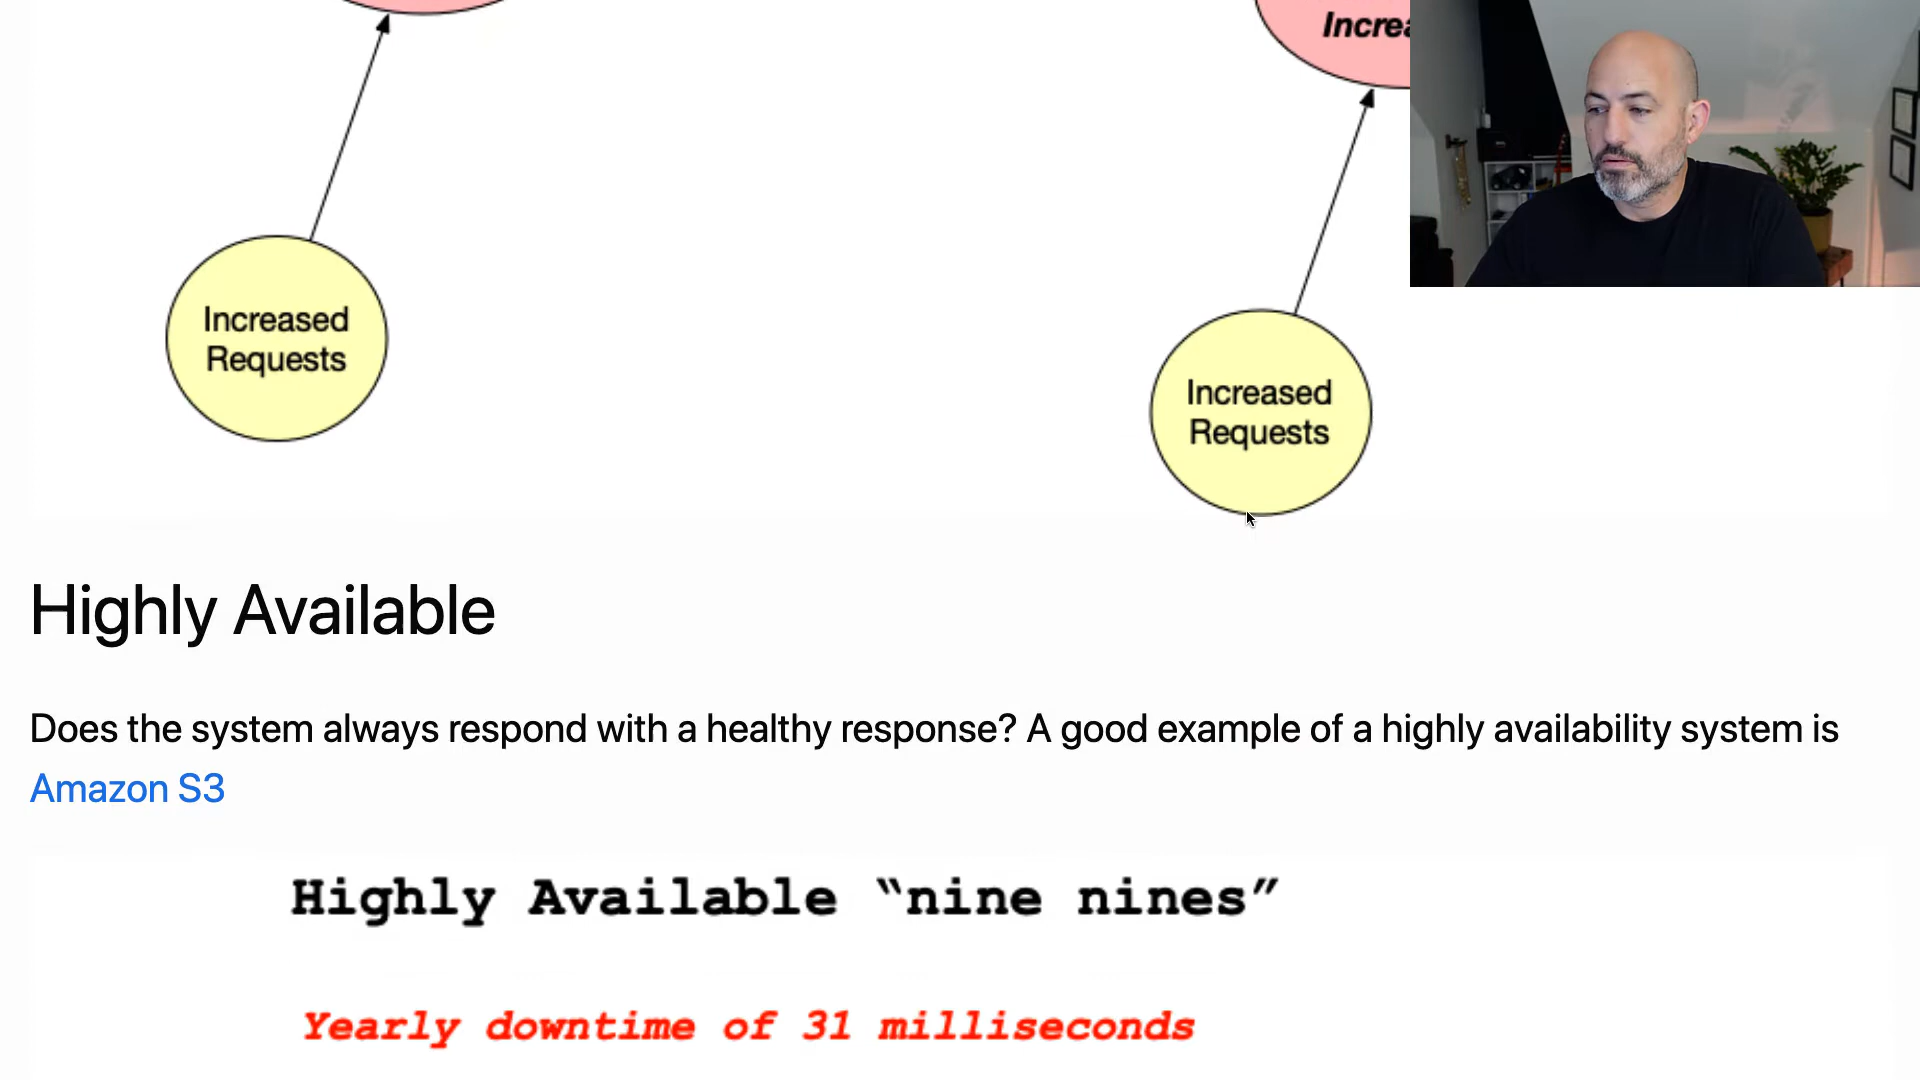 Increa
Increased
Requests
Increased
Requests
Highly Available
Does the system always respond with a healthy response? A good example of a highly availability system is
Amazon S3
Highly Available “nine nines”
Yearly downtime of 31 milliseconds